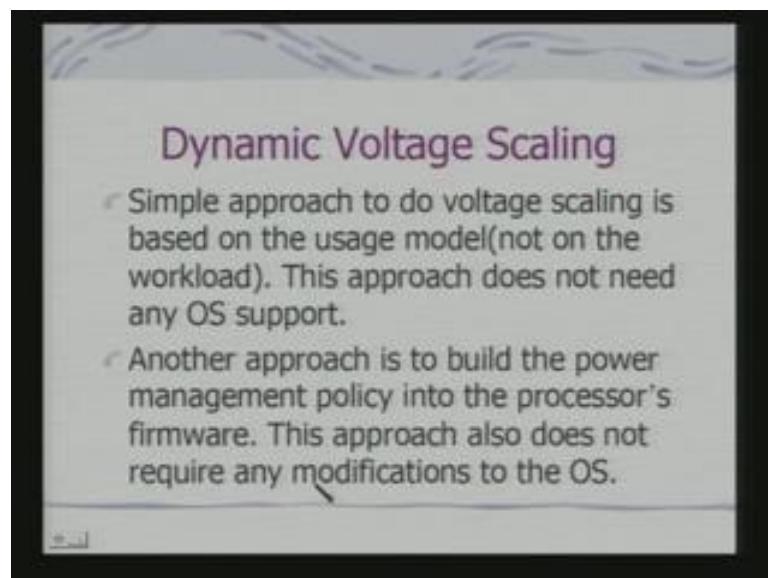 Dynamic Voltage Scaling
Simple approach to do voltage scaling is
based on the usage model(not on the
workload). This approach does not need
any OS support.
Another approach is to build the power
management policy into the processor's
firmware. This approach also does not
require any modifications to the OS.